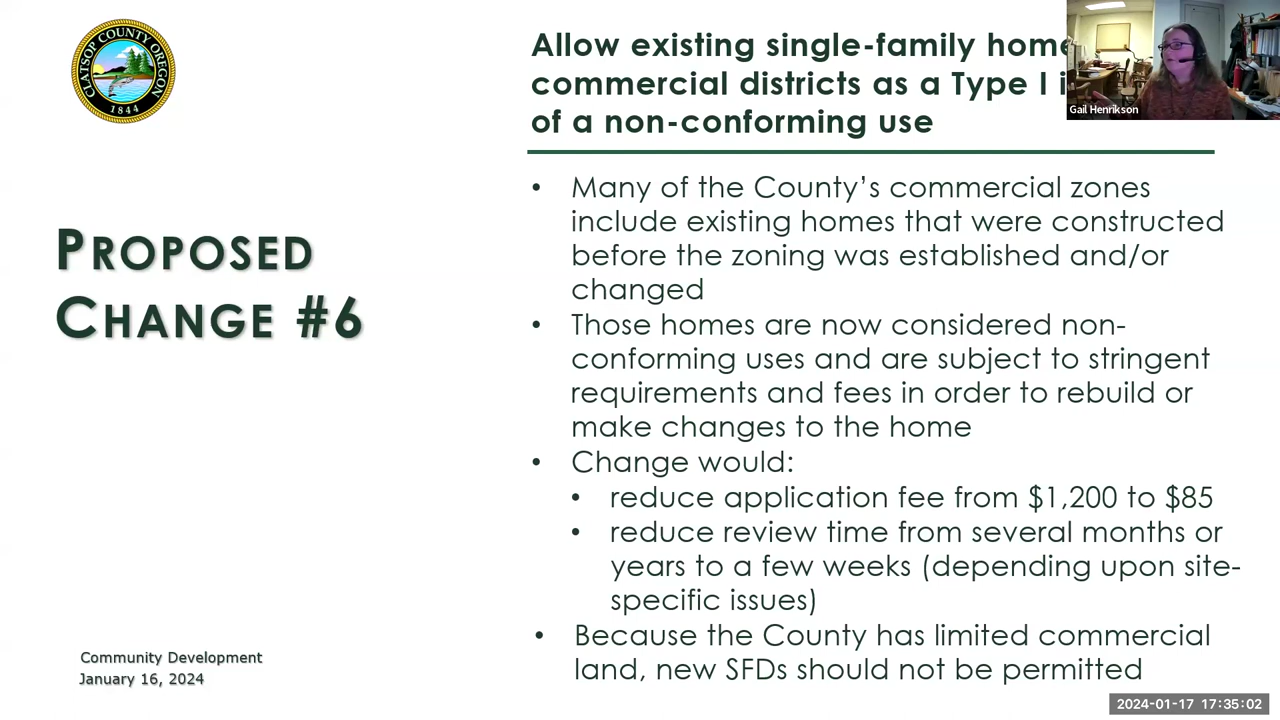 CLATSOP COUNTY OREGON
1844
Allow existing single-family
commercial districts as a Type I
of a non-conforming use
Gail Henrikson
PROPOSED
CHANGE #6
• Many of the County’s commercial zones
include existing homes that were constructed
before the zoning was established and/or
changed
• Those homes are now considered non-
conforming uses and are subject to stringent
requirements and fees in order to rebuild or
make changes to the home
• Change would:
• reduce application fee from $1,200 to $85
• reduce review time from several months or
years to a few weeks (depending upon site-
specific issues)
• Because the County has limited commercial
land, new SFDs should not be permitted
Community Development
January 16, 2024
2024-01-17 17:35:02